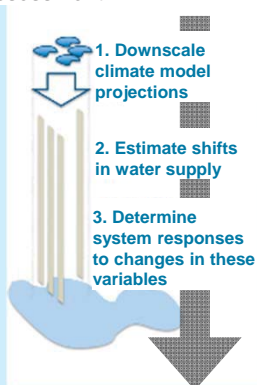 1. Downscale
climate model
projections
2. Estimate shifts
in water supply
3. Determine
system responses
to changes in these
variables